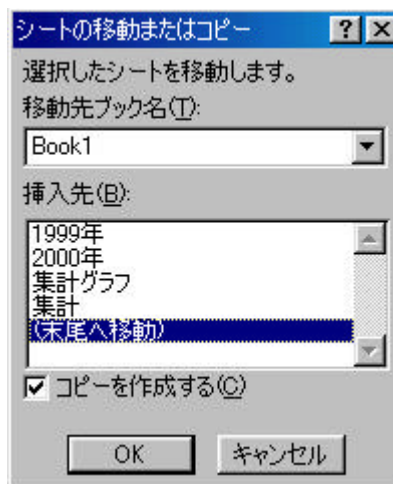 シートの移動またはコピー
選択したシートを移動します。
移動先ブック名(T):
Book1
挿入先(B):
1999年
2000年
集計グラフ
集計
(末尾へ移動)
コピーを作成する(C)
OK キャンセル